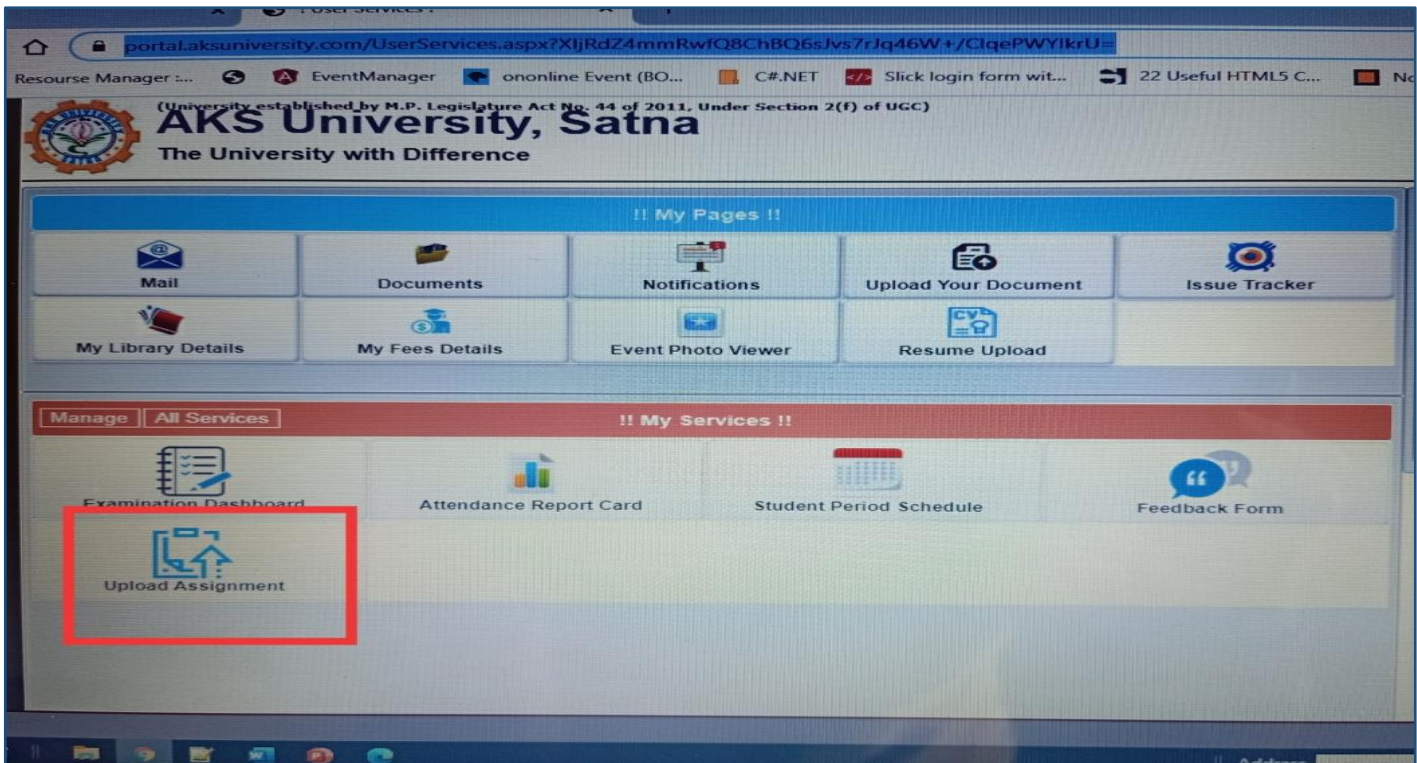 : User Services :
portal.aksuniversity.com/UserServices.aspx?XIjRdZ4mmRwfQ8ChBQ6sJvs7rJq46W+/ClqePWYIkrU=
Resourse Manager :... EventManager ononline Event (BO... C#.NET Slick login form wit... 22 Useful HTML5 C...
(University established by M.P. Legislature Act No. 44 of 2011, Under Section 2(f) of UGC)
AKS University, Satna
The University with Difference
!! My Pages !!
Mail Documents Notifications Upload Your Document Issue Tracker
My Library Details My Fees Details Event Photo Viewer Resume Upload
Manage All Services !! My Services !!
Examination Dashboard Attendance Report Card Student Period Schedule Feedback Form
Upload Assignment
Address